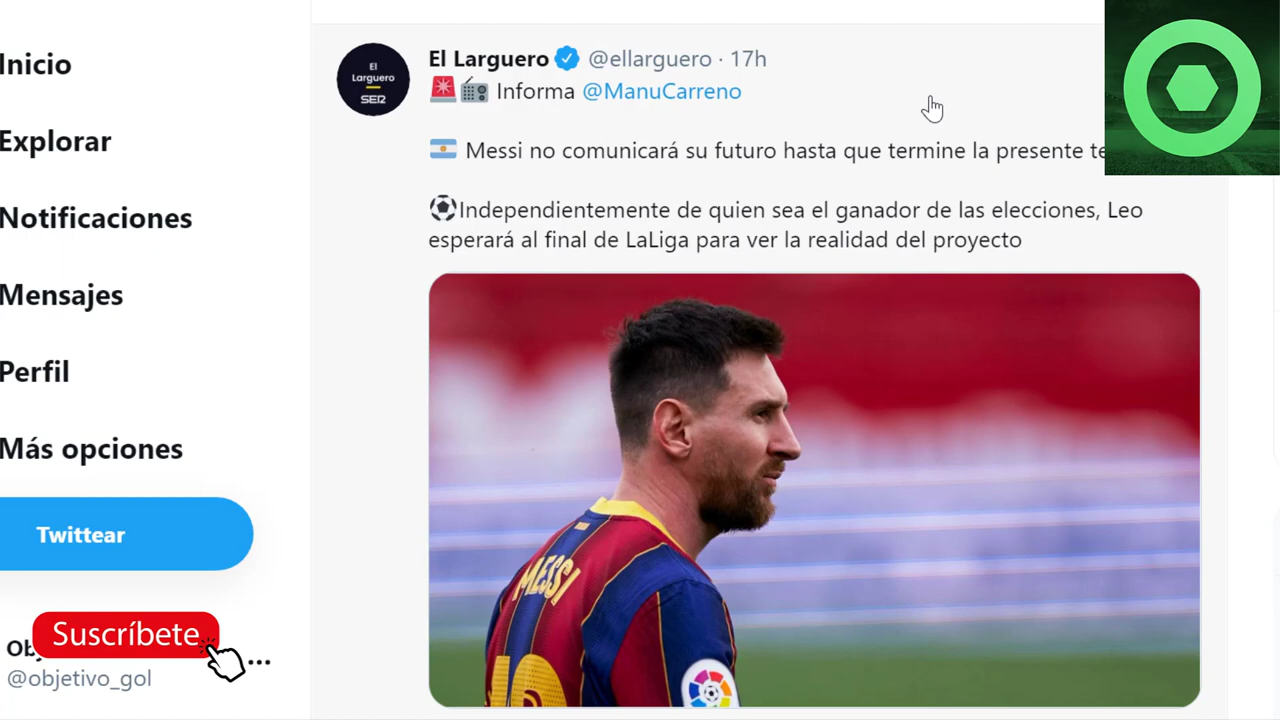 Inicio
Explorar
Notificaciones
Mensajes
Perfil
Más opciones
Twittear
Suscríbete
@objetivo_gol
El Larguero @ellarguero · 17h
El
Larguero
SER
Informa @ManuCarreno
Messi no comunicará su futuro hasta que termine la presente
Independientemente de quien sea el ganador de las elecciones, Leo
esperará al final de LaLiga para ver la realidad del proyecto
MESSI
10